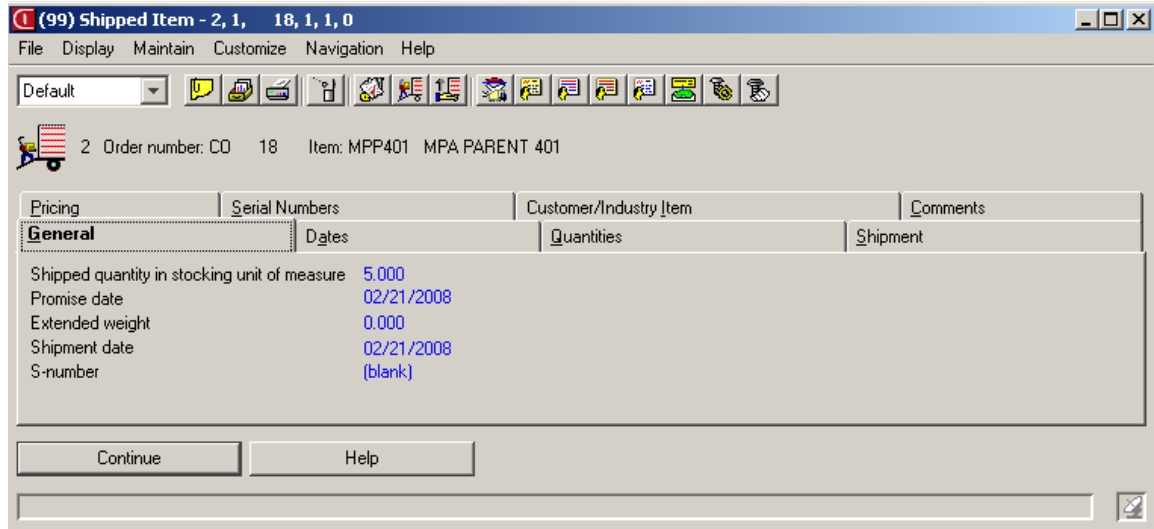 (99) Shipped Item - 2, 1, 18, 1, 1, 0
File Display Maintain Customize Navigation Help
Default
2 Order number: CO 18 Item: MPP401 MPA PARENT 401
Pricing Serial Numbers Customer/Industry Item Comments
General Dates Quantities Shipment
Shipped quantity in stocking unit of measure 5.000
Promise date 02/21/2008
Extended weight 0.000
Shipment date 02/21/2008
S-number (blank)
Continue Help